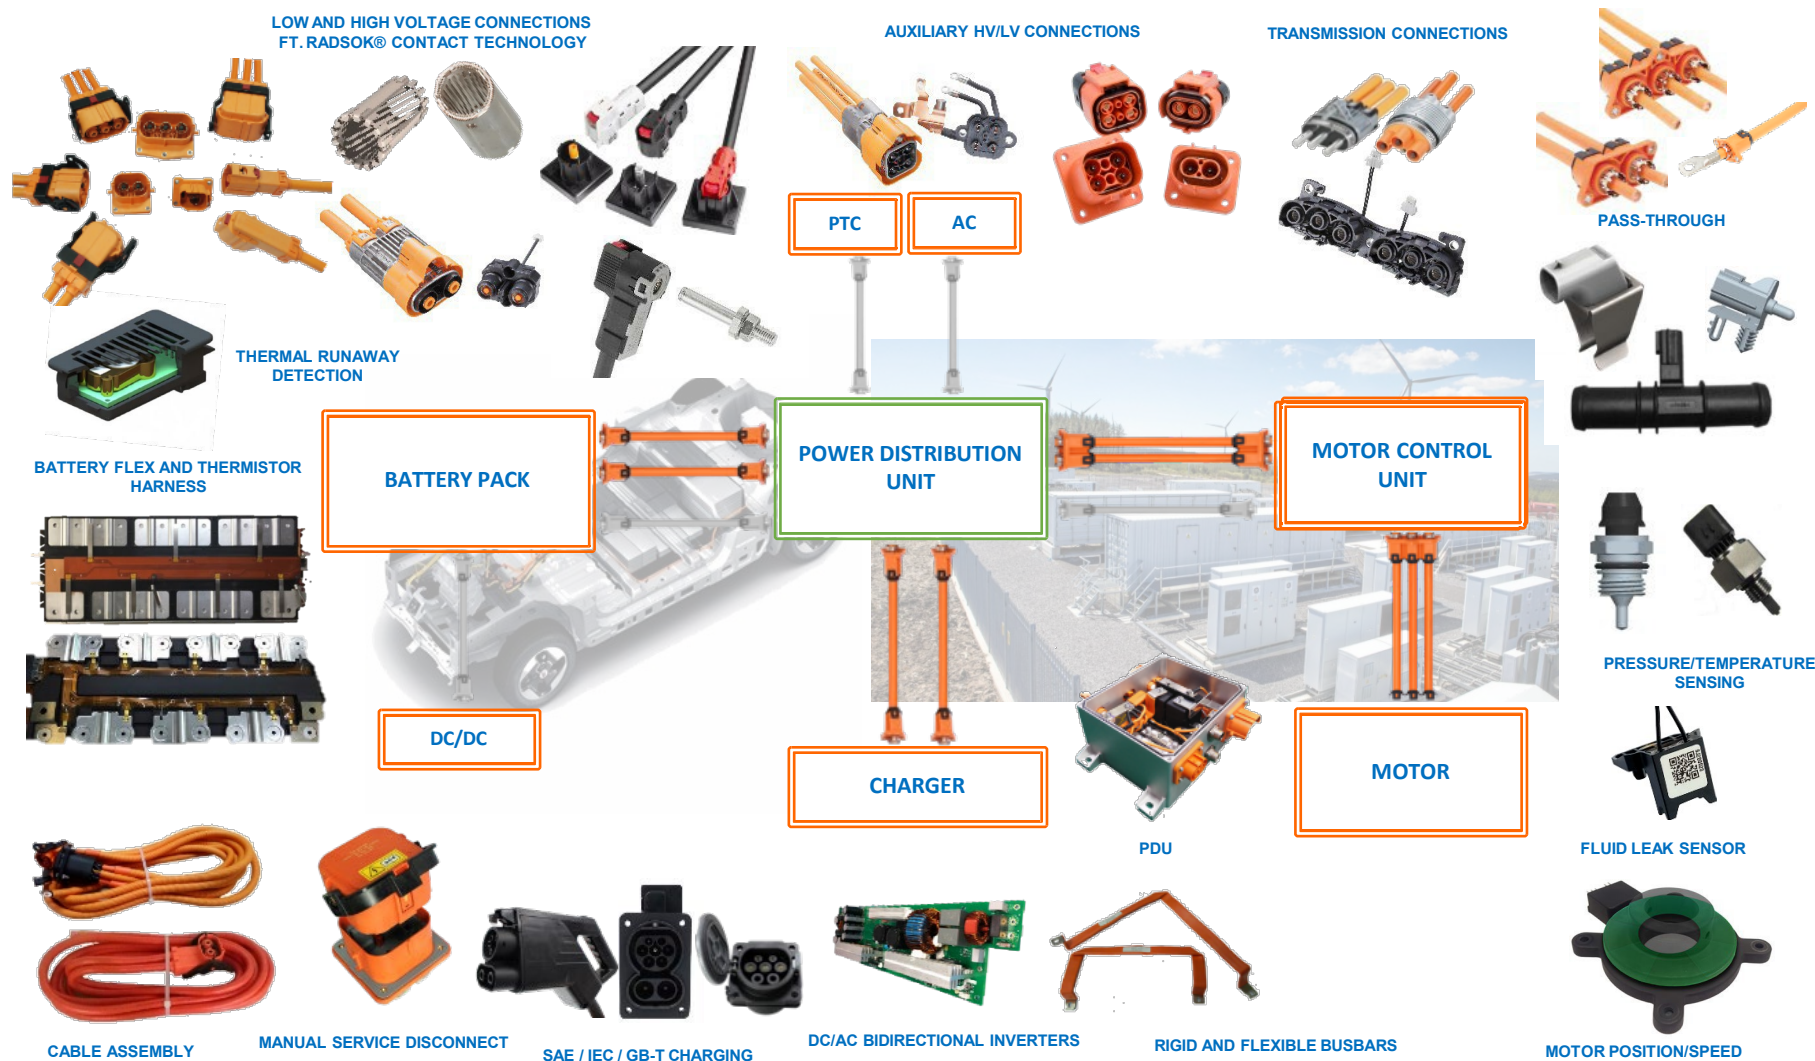 LOW AND HIGH VOLTAGE CONNECTIONS
FT. RADSOK® CONTACT TECHNOLOGY
AUXILIARY HV/LV CONNECTIONS
TRANSMISSION CONNECTIONS
PTC
AC
PASS-THROUGH
THERMAL RUNAWAY
DETECTION
BATTERY PACK
POWER DISTRIBUTION
UNIT
MOTOR CONTROL
UNIT
BATTERY FLEX AND THERMISTOR
HARNESS
PRESSURE/TEMPERATURE
SENSING
DC/DC
CHARGER
MOTOR
PDU
FLUID LEAK SENSOR
CABLE ASSEMBLY
MANUAL SERVICE DISCONNECT
SAE / IEC / GB-T CHARGING
DC/AC BIDIRECTIONAL INVERTERS
RIGID AND FLEXIBLE BUSBARS
MOTOR POSITION/SPEED